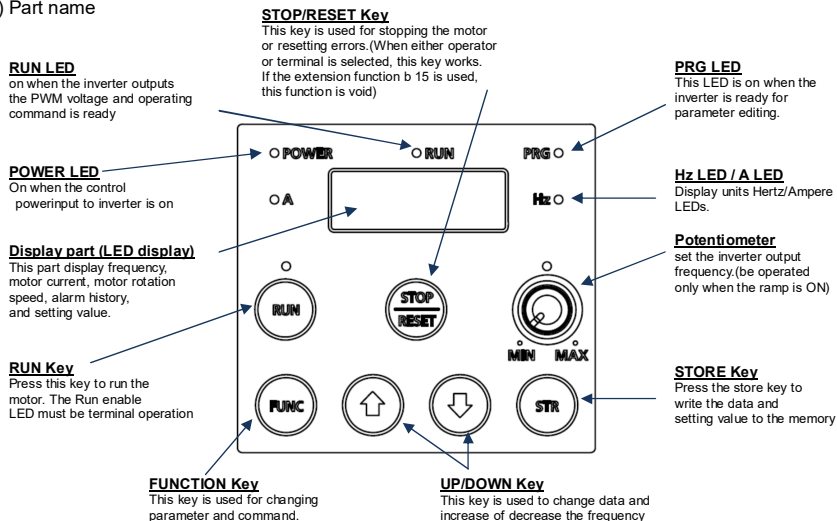 ) Part name
STOP/RESET Key
This key is used for stopping the motor
or resetting errors.(When either operator
or terminal is selected, this key works.
If the extension function b 15 is used,
this function is void)
RUN LED
on when the inverter outputs
the PWM voltage and operating
command is ready
PRG LED
This LED is on when the
inverter is ready for
parameter editing.
POWER LED
On when the control
powerinput to inverter is on
Hz LED / A LED
Display units Hertz/Ampere
LEDs.
Display part (LED display)
This part display frequency,
motor current, motor rotation
speed, alarm history,
and setting value.
Potentiometer
set the inverter output
frequency.(be operated
only when the ramp is ON)
RUN Key
Press this key to run the
motor. The Run enable
LED must be terminal operation
STORE Key
Press the store key to
write the data and
setting value to the memory
POWER
RUN
PRG
A
Hz
RUN
STOP
RESET
MIN MAX
FUNC
STR
FUNCTION Key
This key is used for changing
parameter and command.
UP/DOWN Key
This key is used to change data and
increase of decrease the frequency